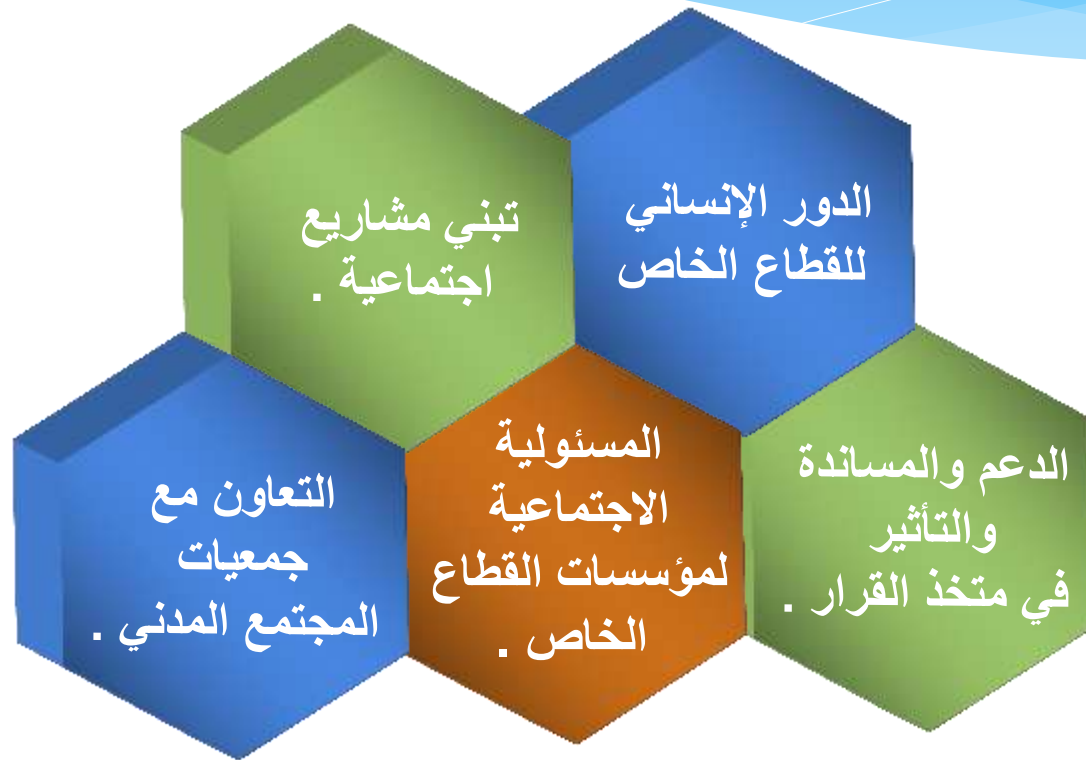 الدور الإنساني
للقطاع الخاص
تبني مشاريع
اجتماعية .
الدعم والمساندة
والتأثير
في متخذ القرار .
المسئولية
الاجتماعية
لمؤسسات القطاع
الخاص .
التعاون مع
جمعيات
المجتمع المدني .